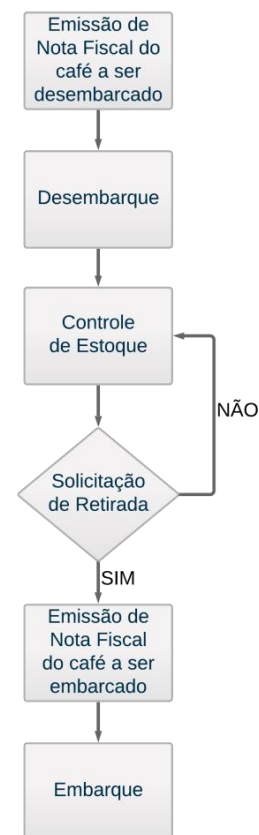 Emissão de
Nota Fiscal do
café a ser
desembarcado
Desembarque
Controle
de Estoque
NÃO
Solicitação
de Retirada
SIM
Emissão de
Nota Fiscal
do café a ser
embarcado
Embarque